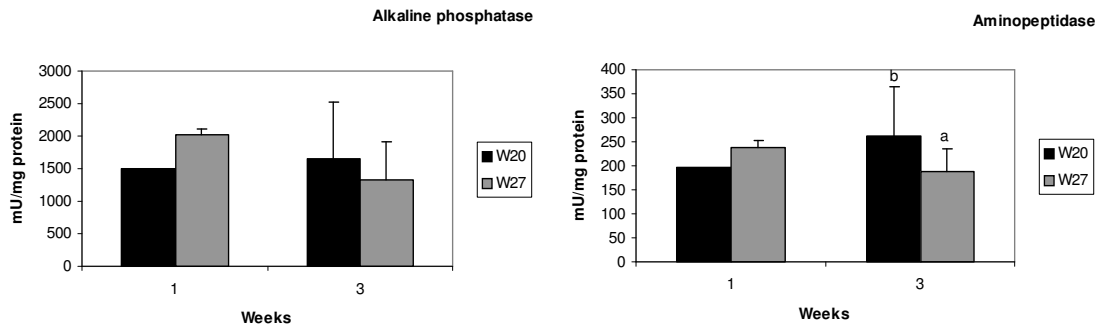 Alkaline phosphatase
3000
2500
2000
1500
1000
500
0
mU/mg protein
1 3
Weeks
W20
W27
Aminopeptidase
400
350
300
250
200
150
100
50
0
mU/mg protein
b
a
1 3
Weeks
W20
W27